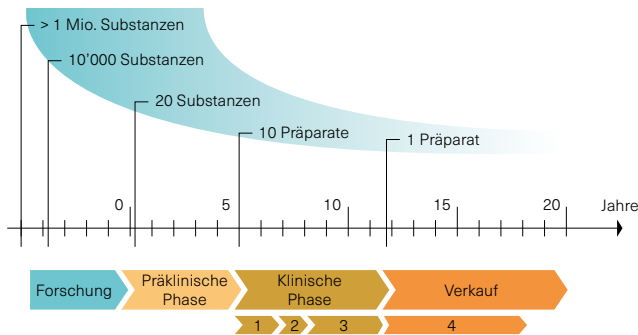 > 1 Mio. Substanzen
10’000 Substanzen
20 Substanzen
10 Präparate
1 Präparat
0 5 10 15 20 Jahre
Forschung
Präklinische
Phase
Klinische
Phase
Verkauf
1 2 3 4